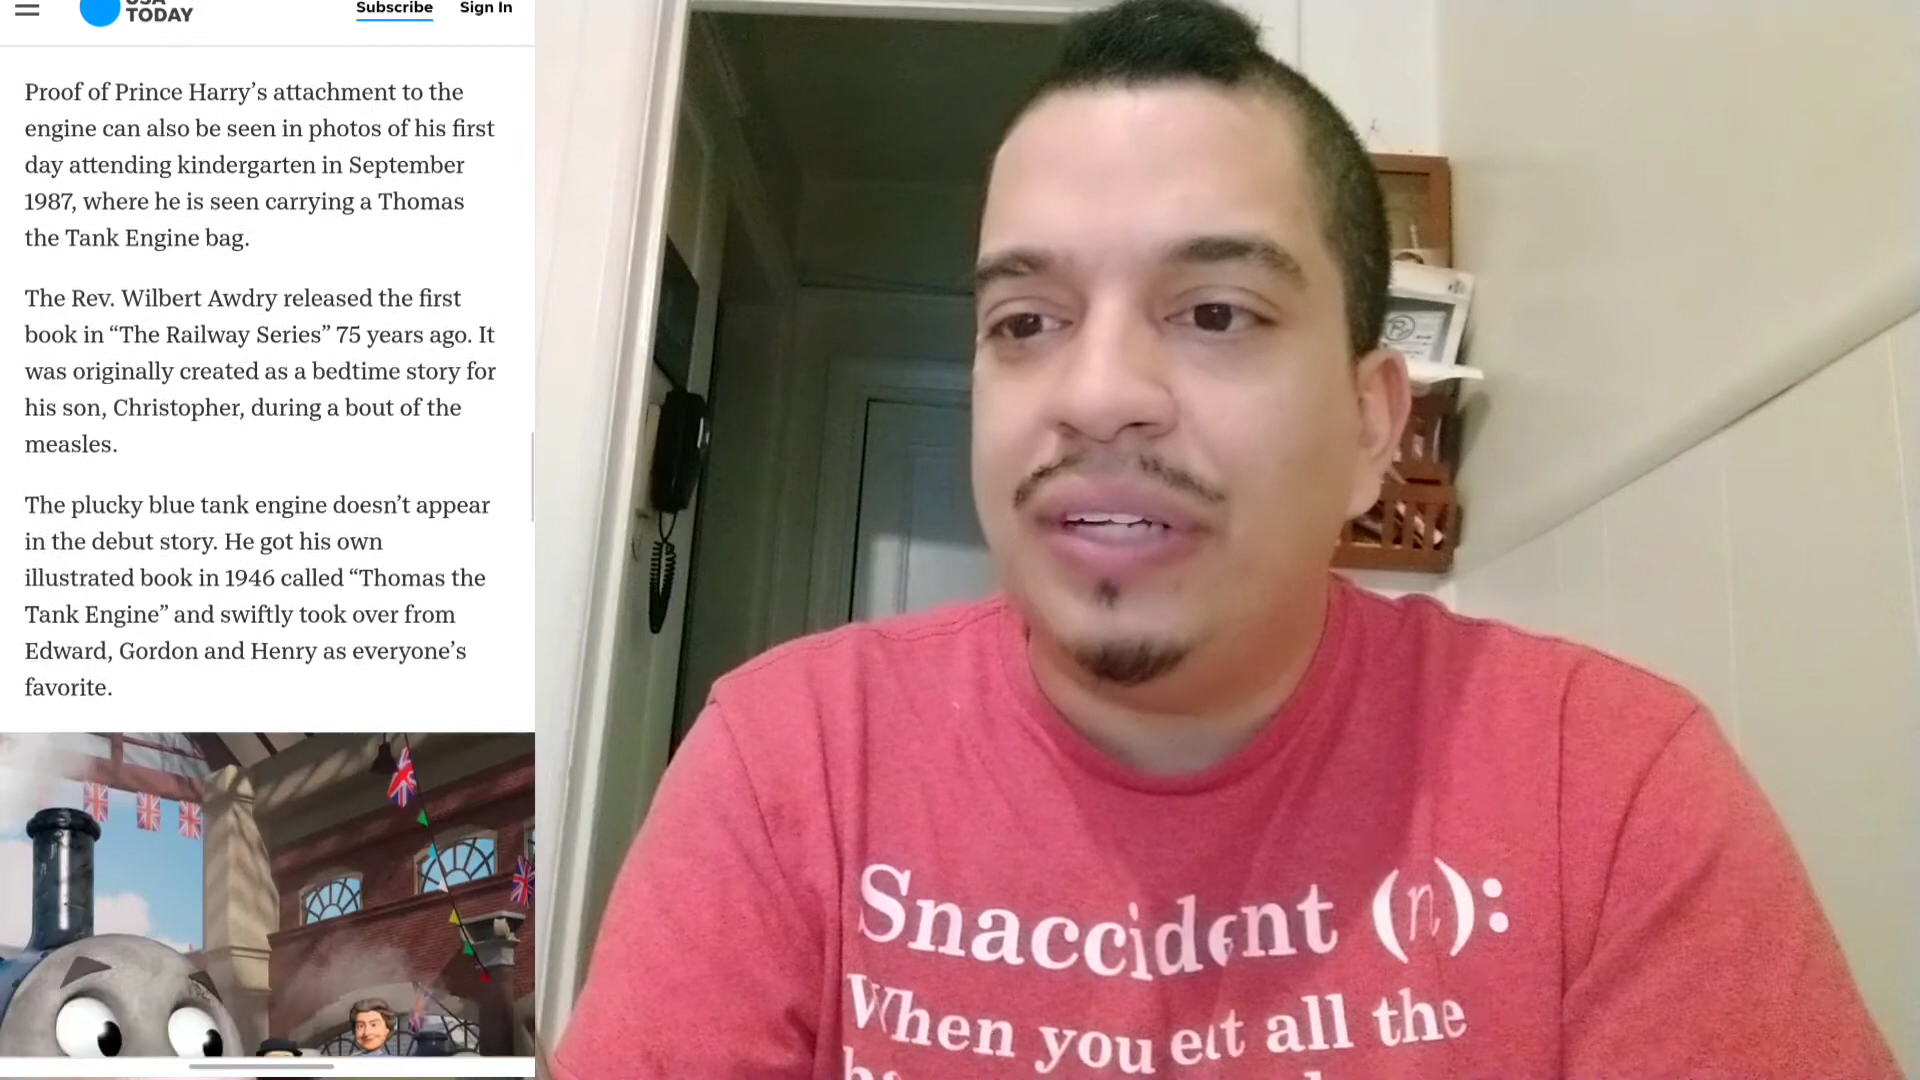 USA
TODAY
Subscribe
Sign In
Proof of Prince Harry’s attachment to the
engine can also be seen in photos of his first
day attending kindergarten in September
1987, where he is seen carrying a Thomas
the Tank Engine bag.
The Rev. Wilbert Awdry released the first
book in “The Railway Series” 75 years ago. It
was originally created as a bedtime story for
his son, Christopher, during a bout of the
measles.
The plucky blue tank engine doesn’t appear
in the debut story. He got his own
illustrated book in 1946 called “Thomas the
Tank Engine” and swiftly took over from
Edward, Gordon and Henry as everyone’s
favorite.
Snaccident (n):
When you eat all the